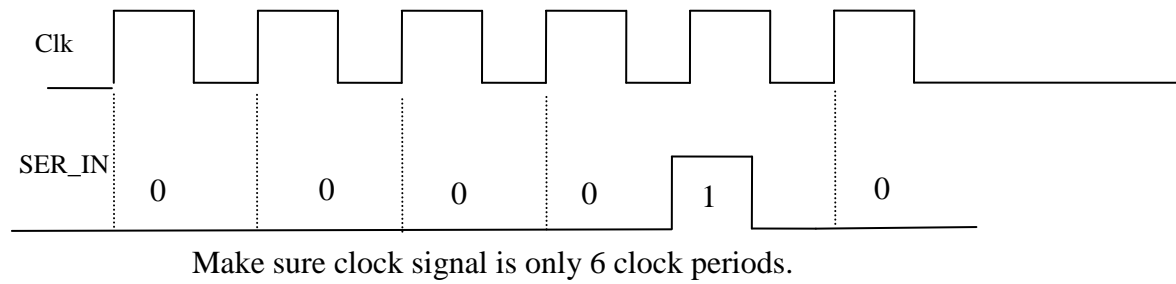 Clk
SER_IN
0 0 0 0 1 0
Make sure clock signal is only 6 clock periods.